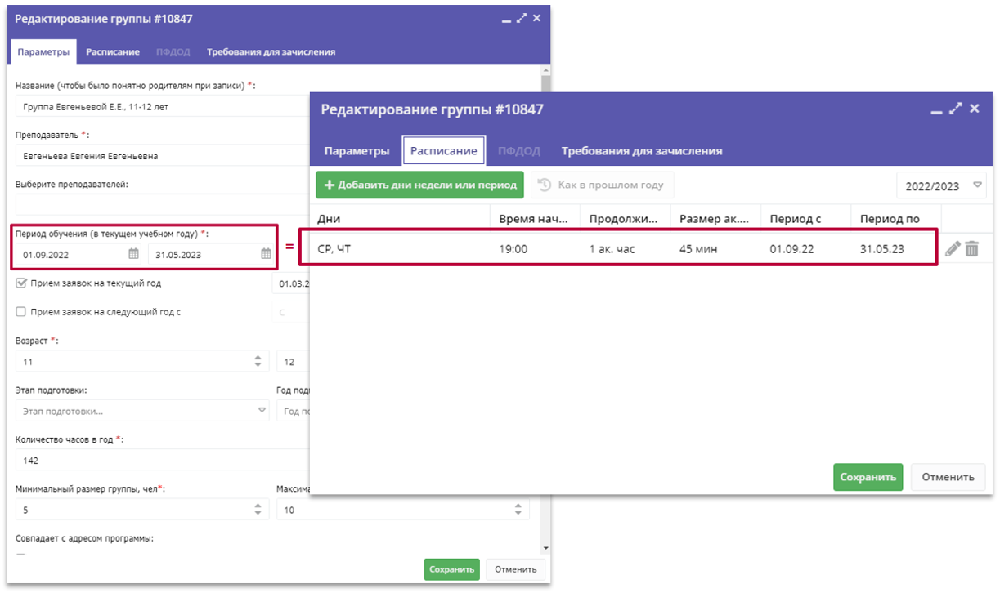 Редактирование группы #10847
Параметры Расписание ПФДОД Требования для зачисления
Название (чтобы было понятно родителям при записи) *:
Группа Евгеньевой Е.Е., 11-12 лет
Преподаватель *:
Евгеньева Евгения Евгеньевна
Выберите преподавателей:
Период обучения (в текущем учебном году) *:
01.09.2022 31.05.2023
=
Прием заявок на текущий год 01.03.2
Прием заявок на следующий год с С
Возраст *:
11 12
Этап подготовки: Год
Этап подготовки... Год
Количество часов в год *:
142
Минимальный размер группы, чел*:
5 10
Совпадает с адресом программы:
Сохранить Отменить
Редактирование группы #10847
Параметры Расписание ПФДОД Требования для зачисления
+ Добавить дни недели или период Как в прошлом году 2022/2023
Дни Время нач... Продолжи... Размер ак.... Период с Период по
СР, ЧТ 19:00 1 ак. час 45 мин 01.09.22 31.05.23
Сохранить Отменить